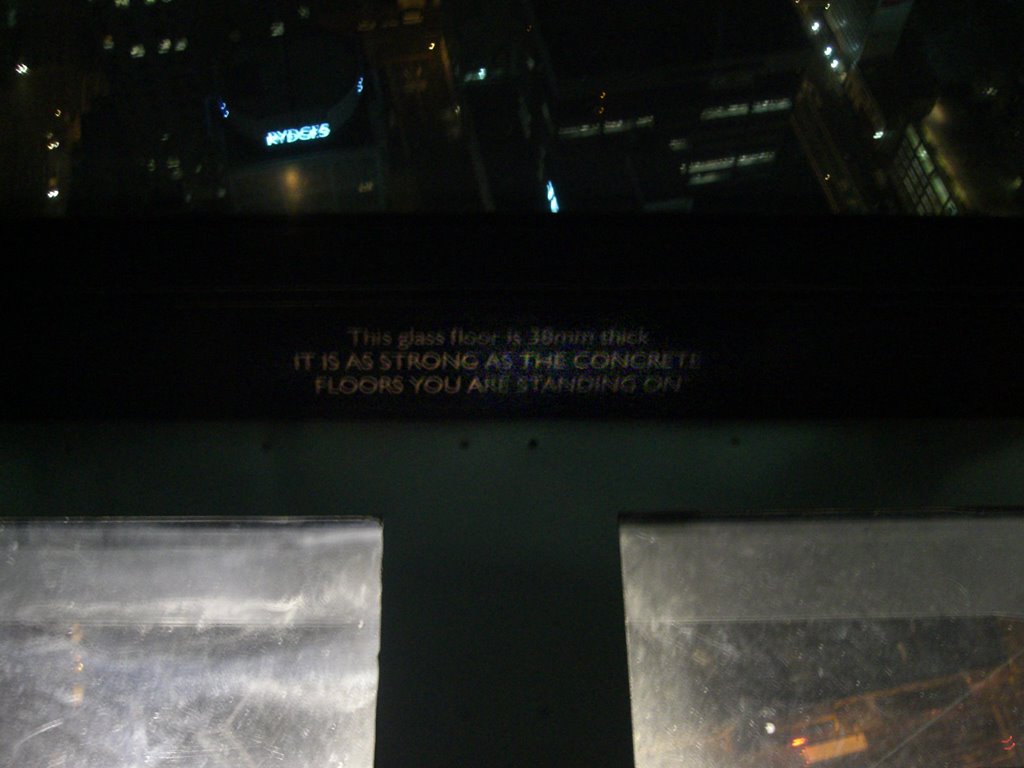 RYDGES
This glass floor is 38mm thick
IT IS AS STRONG AS THE CONCRETE
FLOORS YOU ARE STANDING ON